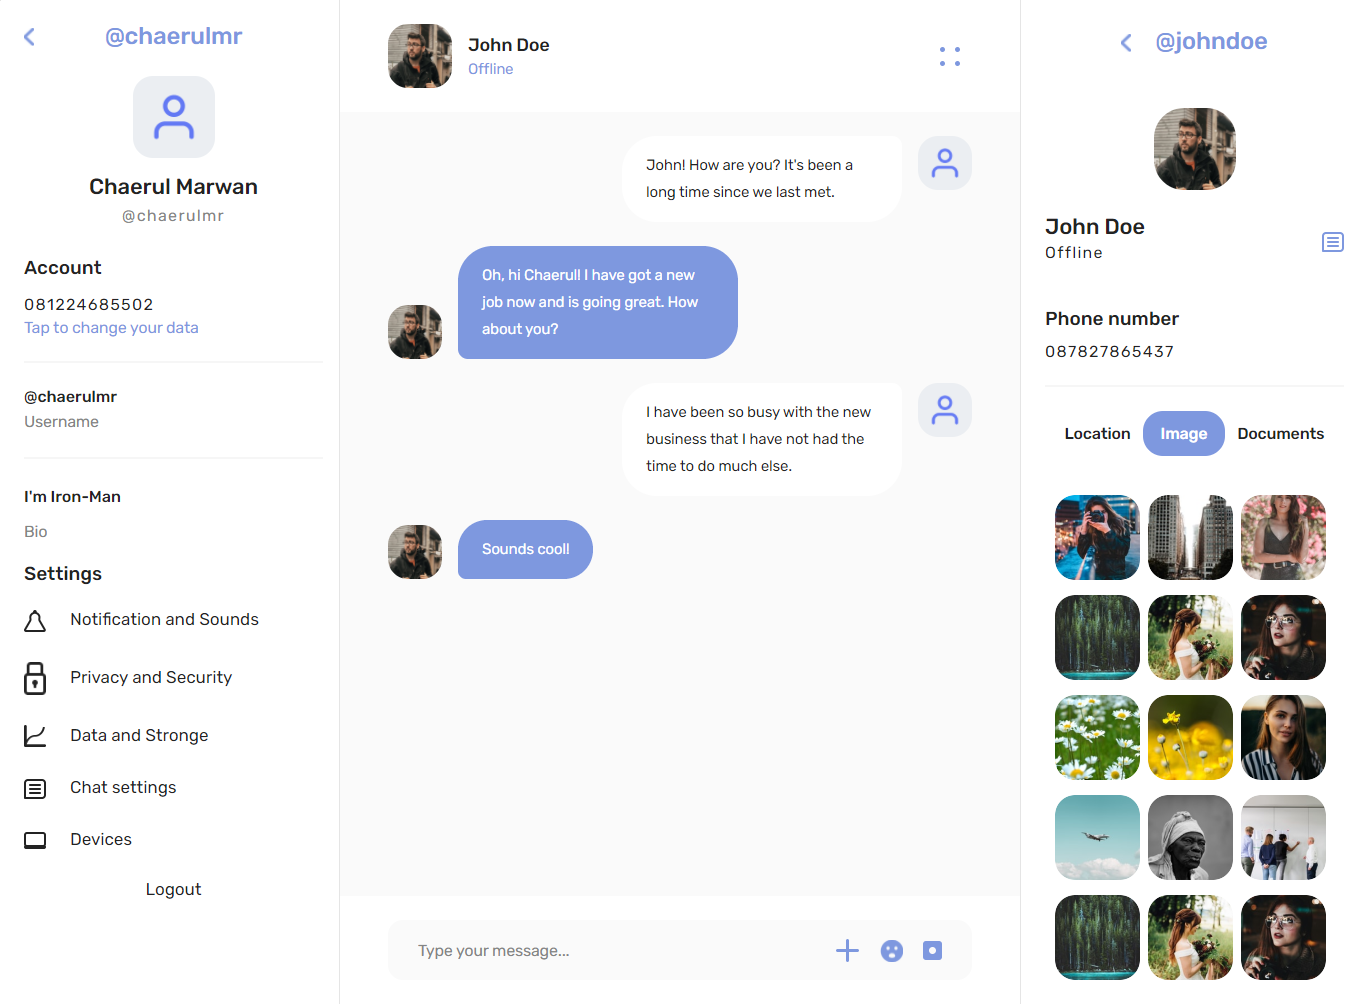 @chaerulmr
Chaerul Marwan
@chaerulmr
Account
081224685502
Tap to change your data
@chaerulmr
Username
I'm Iron-Man
Bio
Settings
Notification and Sounds
Privacy and Security
Data and Stronge
Chat settings
Devices
Logout
John Doe
Offline
John! How are you? It's been a
long time since we last met.
Oh, hi Chaerul! I have got a new
job now and is going great. How
about you?
I have been so busy with the new
business that I have not had the
time to do much else.
Sounds cool!
Type your message...
@johndoe
John Doe
Offline
Phone number
087827865437
Location Image Documents